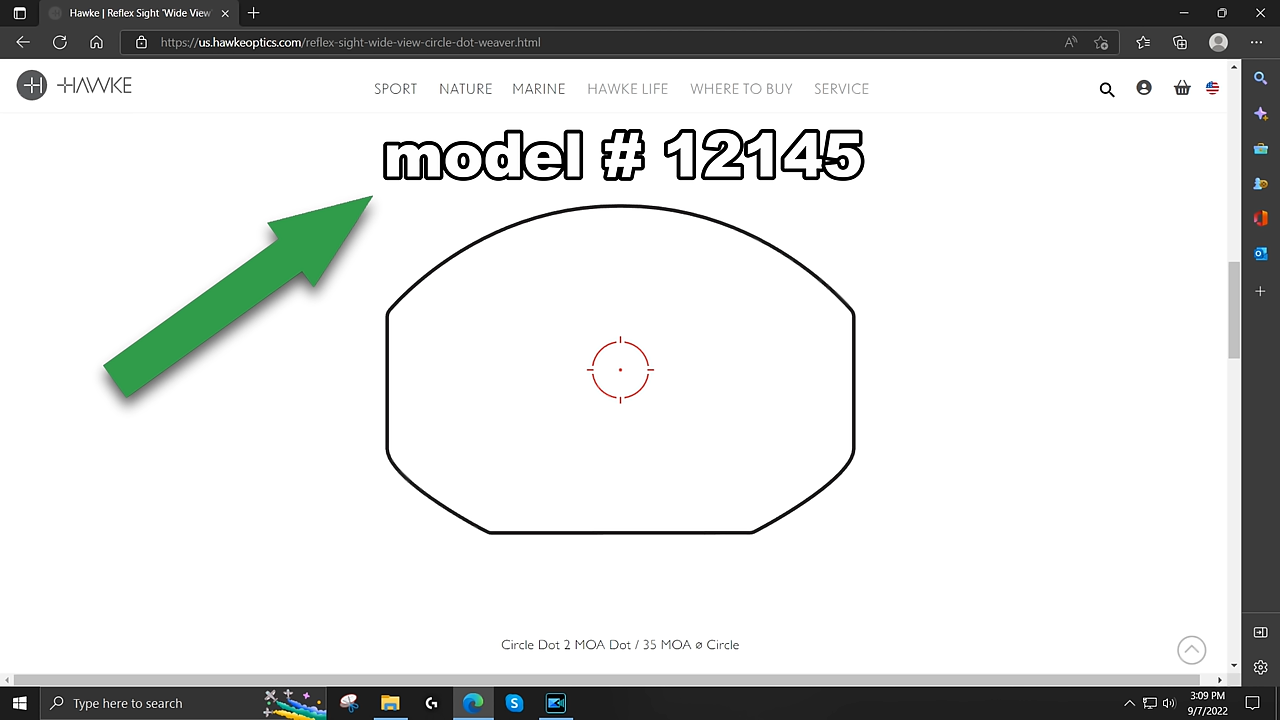 Hawke | Reflex Sight 'Wide View'
https://us.hawkeoptics.com/reflex-sight-wide-view-circle-dot-weaver.html
HAWKE
SPORT NATURE MARINE HAWKE LIFE WHERE TO BUY SERVICE
model # 12145
Circle Dot 2 MOA Dot / 35 MOA ø Circle
Type here to search
3:09 PM
9/7/2022